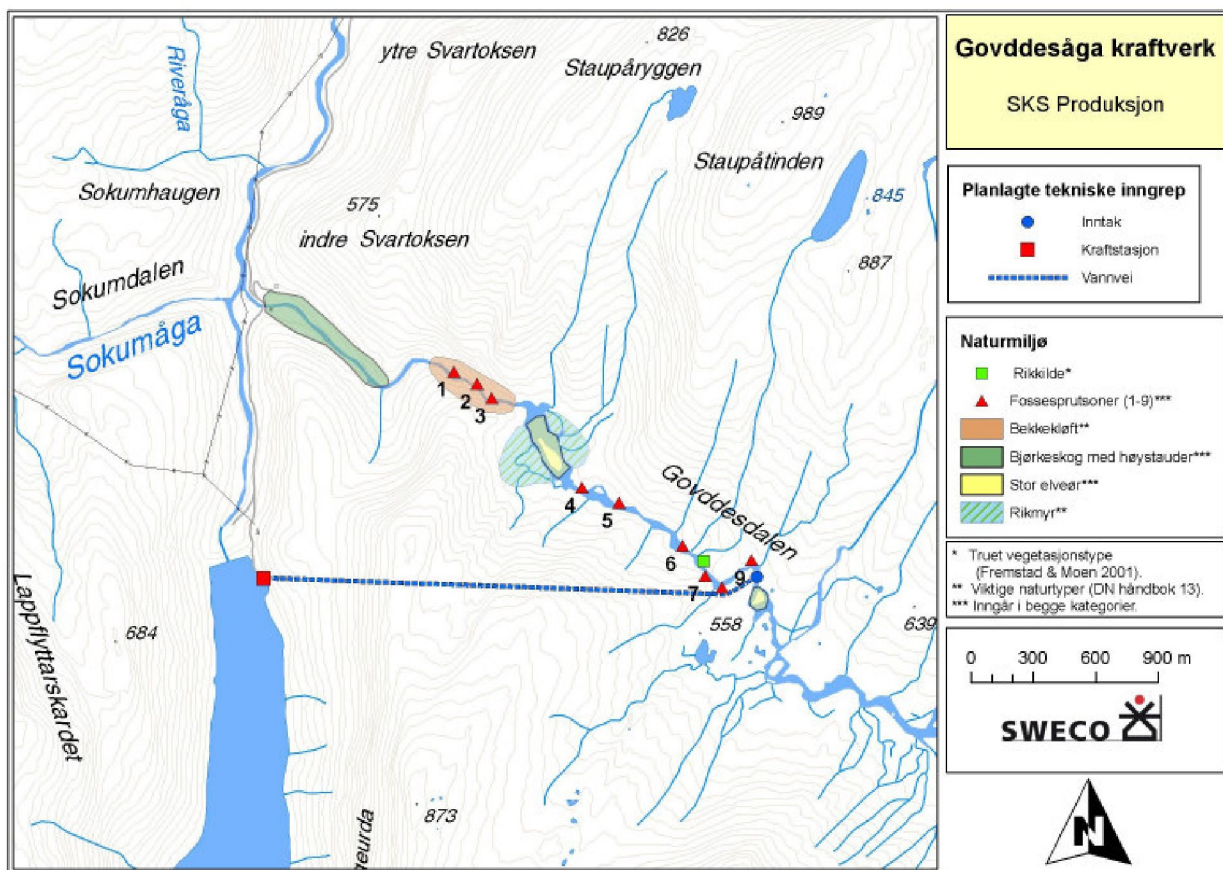 826
ytre Svartoksen
Staupåryggen
Riveråga
989
Staupåtinden
Sokumhaugen
845
575
indre Svartoksen
887
Sokumdalen
Sokumåga
1
2
3
Govddesdalen
4
5
6
7
9
558
639
684
Lappflyttarskardet
873
geurda
Govddesåga kraftverk
SKS Produksjon
Planlagte tekniske inngrep
Inntak
Kraftstasjon
Vannvei
Naturmiljø
Rikkilde*
Fossesprutsoner (1-9)***
Bekkekløft**
Bjørkeskog med høystauder***
Stor elveør***
Rikmyr**
* Truet vegetasjonstype
(Fremstad & Moen 2001).
** Viktige naturtyper (DN håndbok 13).
*** Inngår i begge kategorier.
0 300 600 900 m
SWECO
N